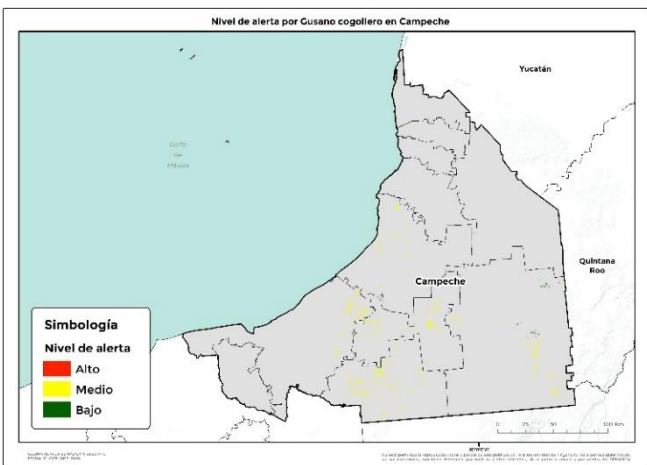 Nivel de alerta por Gusano cogollero en Campeche
Yucatán
Golfo
de
México
Quintana
Roo
Campeche
Simbología
Nivel de alerta
Alto
Medio
Bajo
0 25 50 100 Km